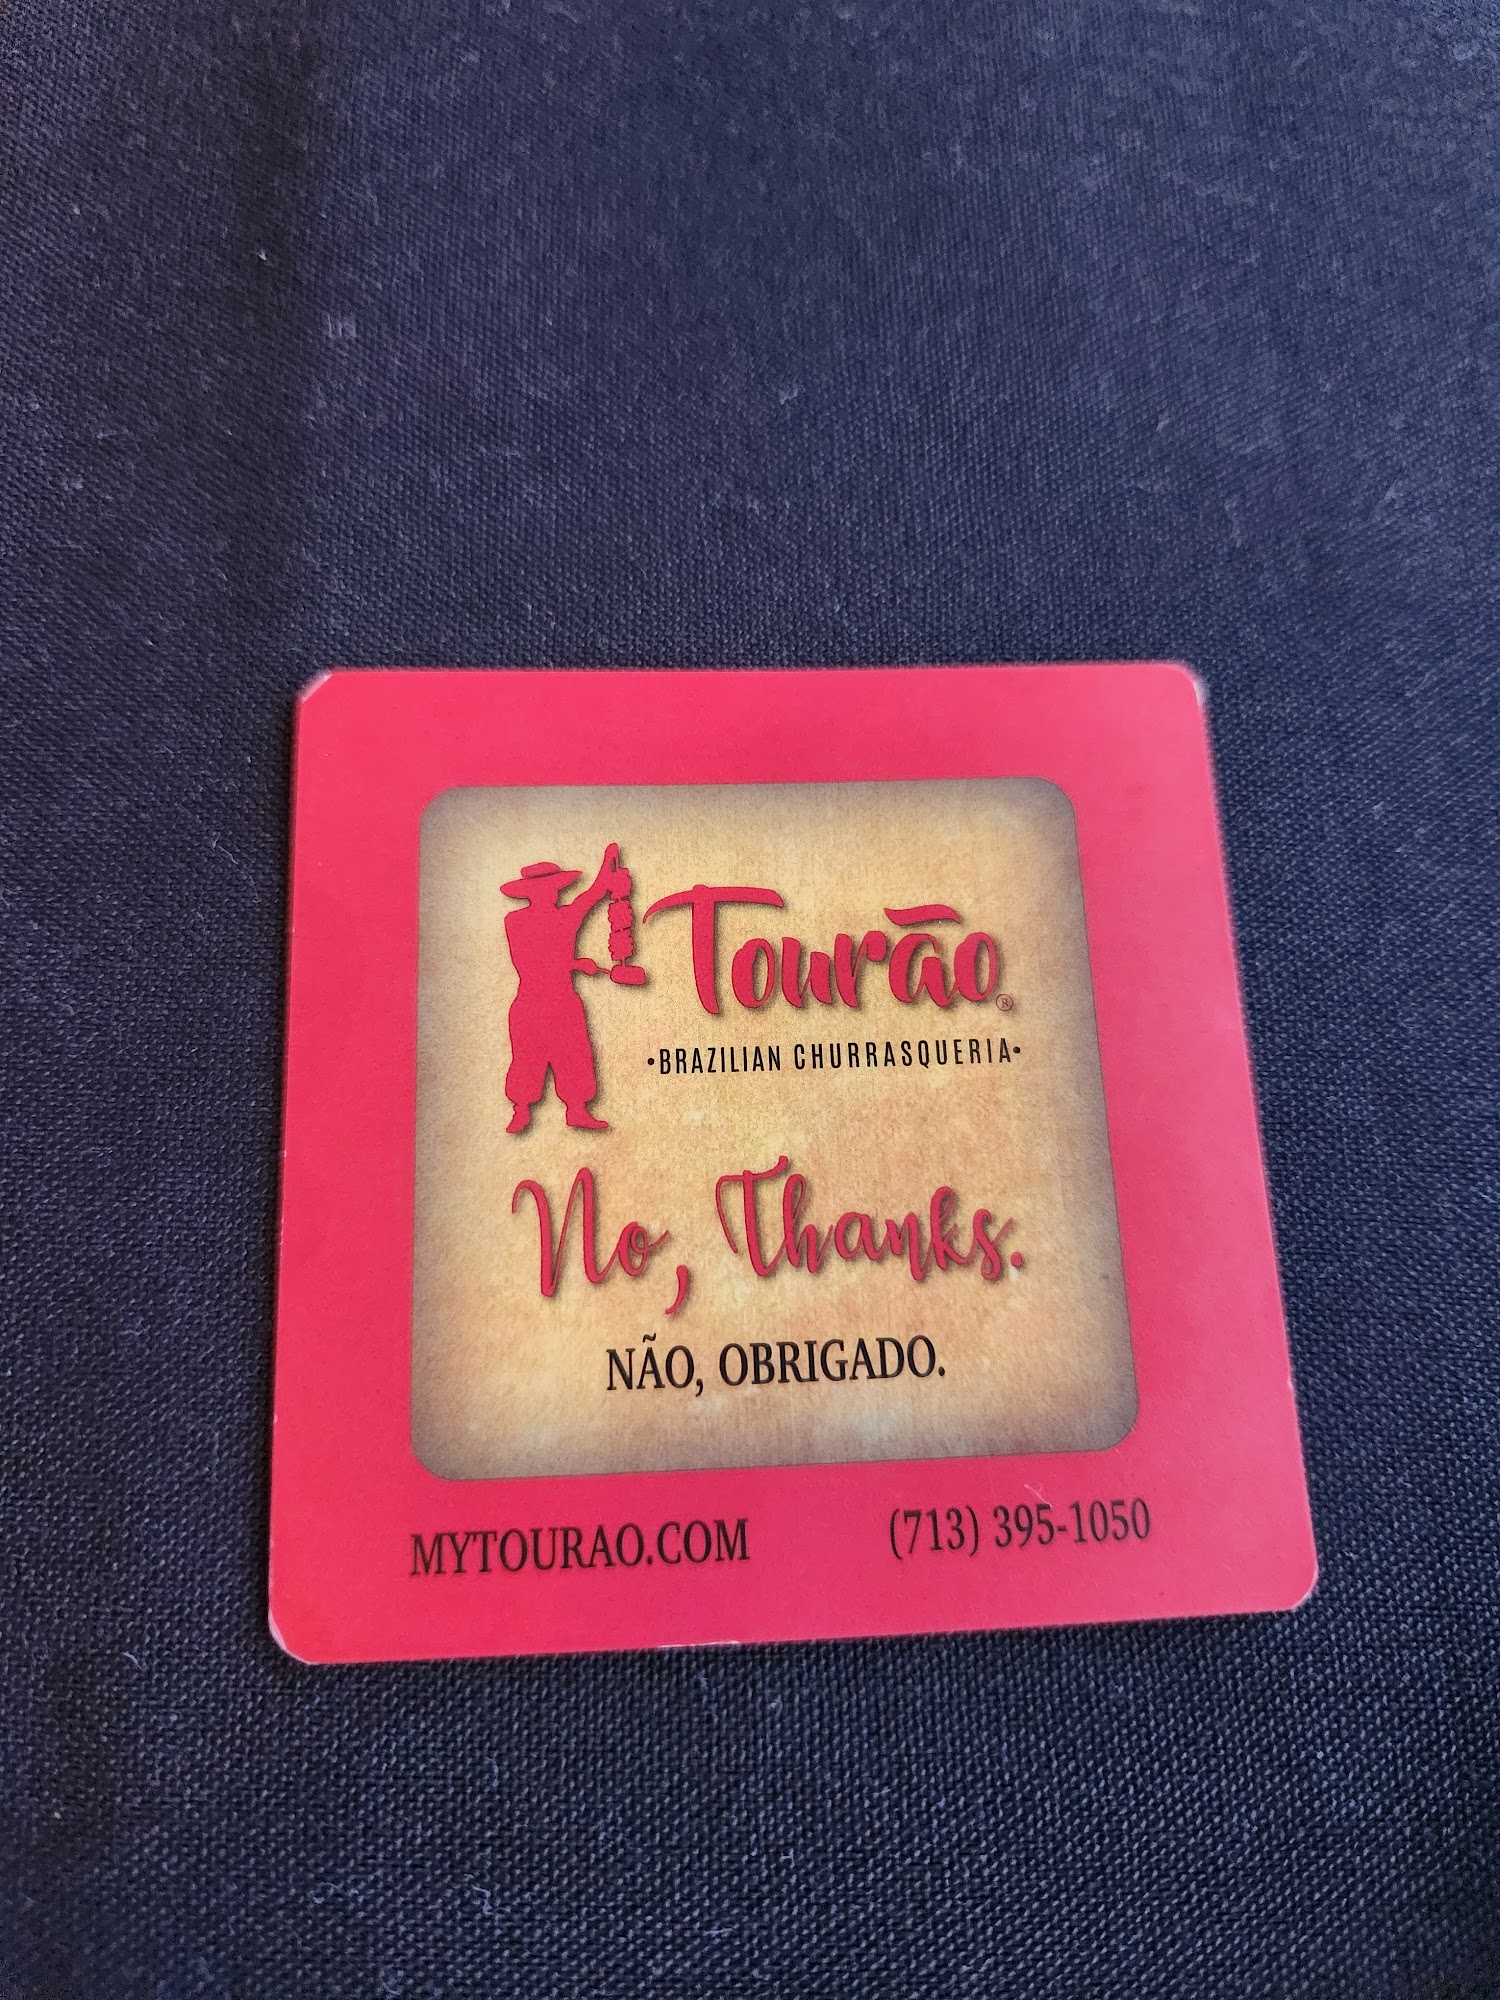 Tourão®
•BRAZILIAN CHURRASQUERIA•
No, Thanks.
NÃO, OBRIGADO.
MYTOURAO.COM (713) 395-1050